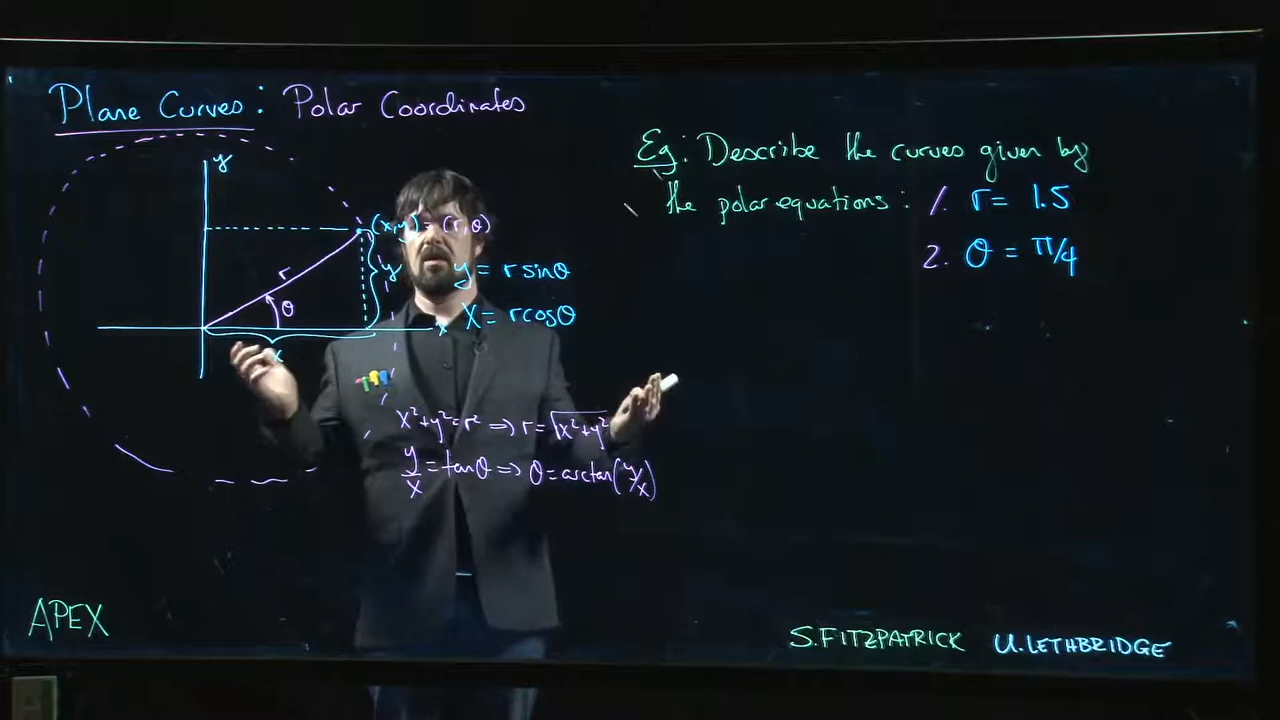 Plane Curves: Polar Coordinates
y
(x,y) = (r,θ)
r
θ
y
x
x
y = r sinθ
x = r cosθ
x²+y²=r² ⇒ r=√x²+y²
y/x = tanθ ⇒ θ = arctan(y/x)
Eg: Describe the curves given by
the polar equations: 1. r = 1.5
2. θ = π/4
APEX
S.FITZPATRICK U.LETHBRIDGE